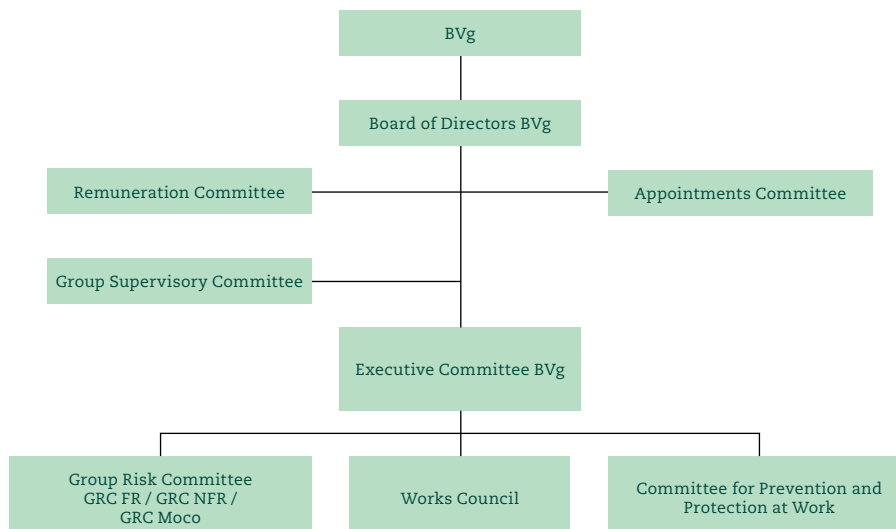 BVg
Board of Directors BVg
Remuneration Committee
Appointments Committee
Group Supervisory Committee
Executive Committee BVg
Group Risk Committee
GRC FR / GRC NFR /
GRC Moco
Works Council
Committee for Prevention and
Protection at Work